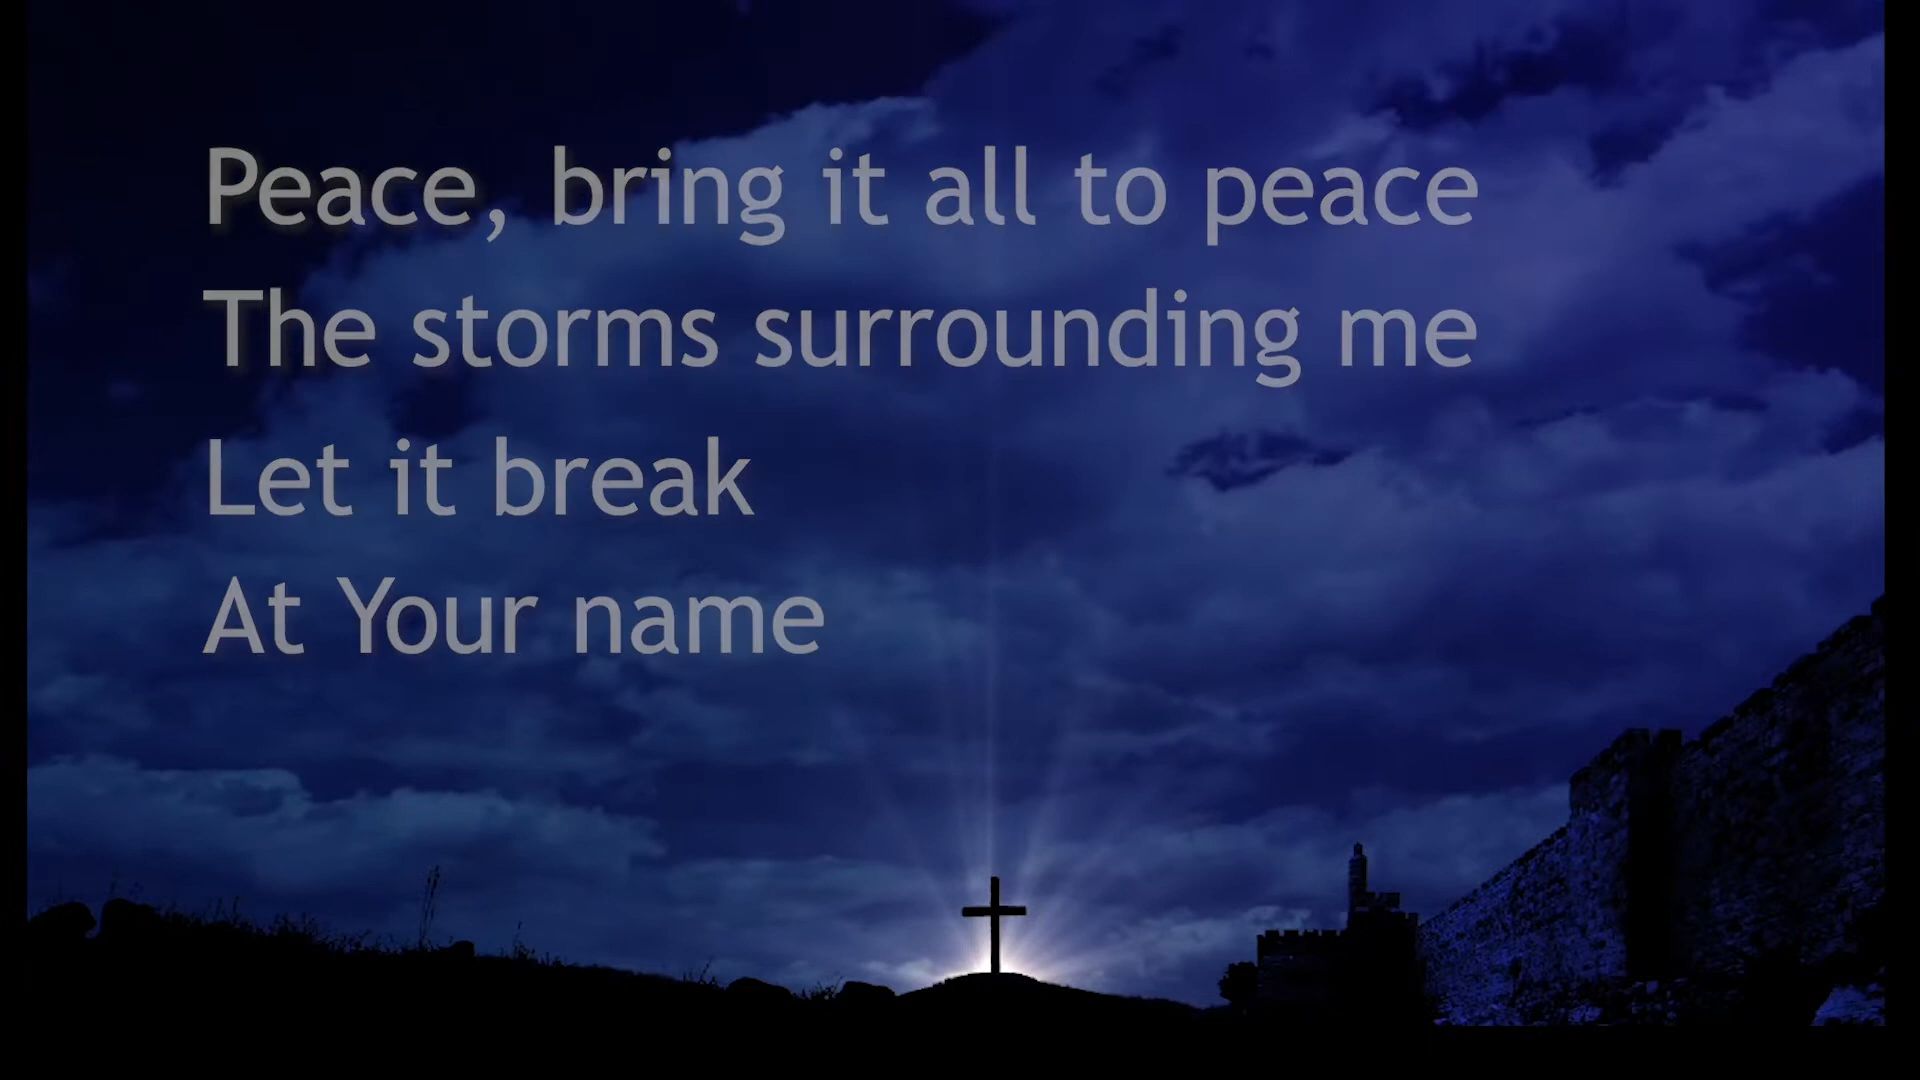 Peace, bring it all to peace
The storms surrounding me
Let it break
At Your name